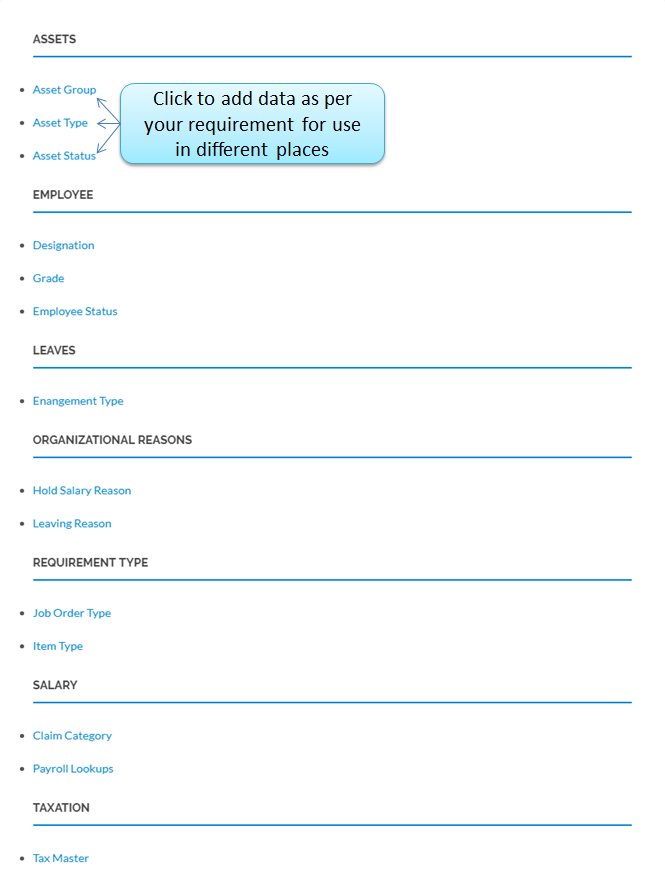 ASSETS
Asset Group
Asset Type
Asset Status
Click to add data as per
your requirement for use
in different places
EMPLOYEE
Designation
Grade
Employee Status
LEAVES
Enangement Type
ORGANIZATIONAL REASONS
Hold Salary Reason
Leaving Reason
REQUIREMENT TYPE
Job Order Type
Item Type
SALARY
Claim Category
Payroll Lookups
TAXATION
Tax Master